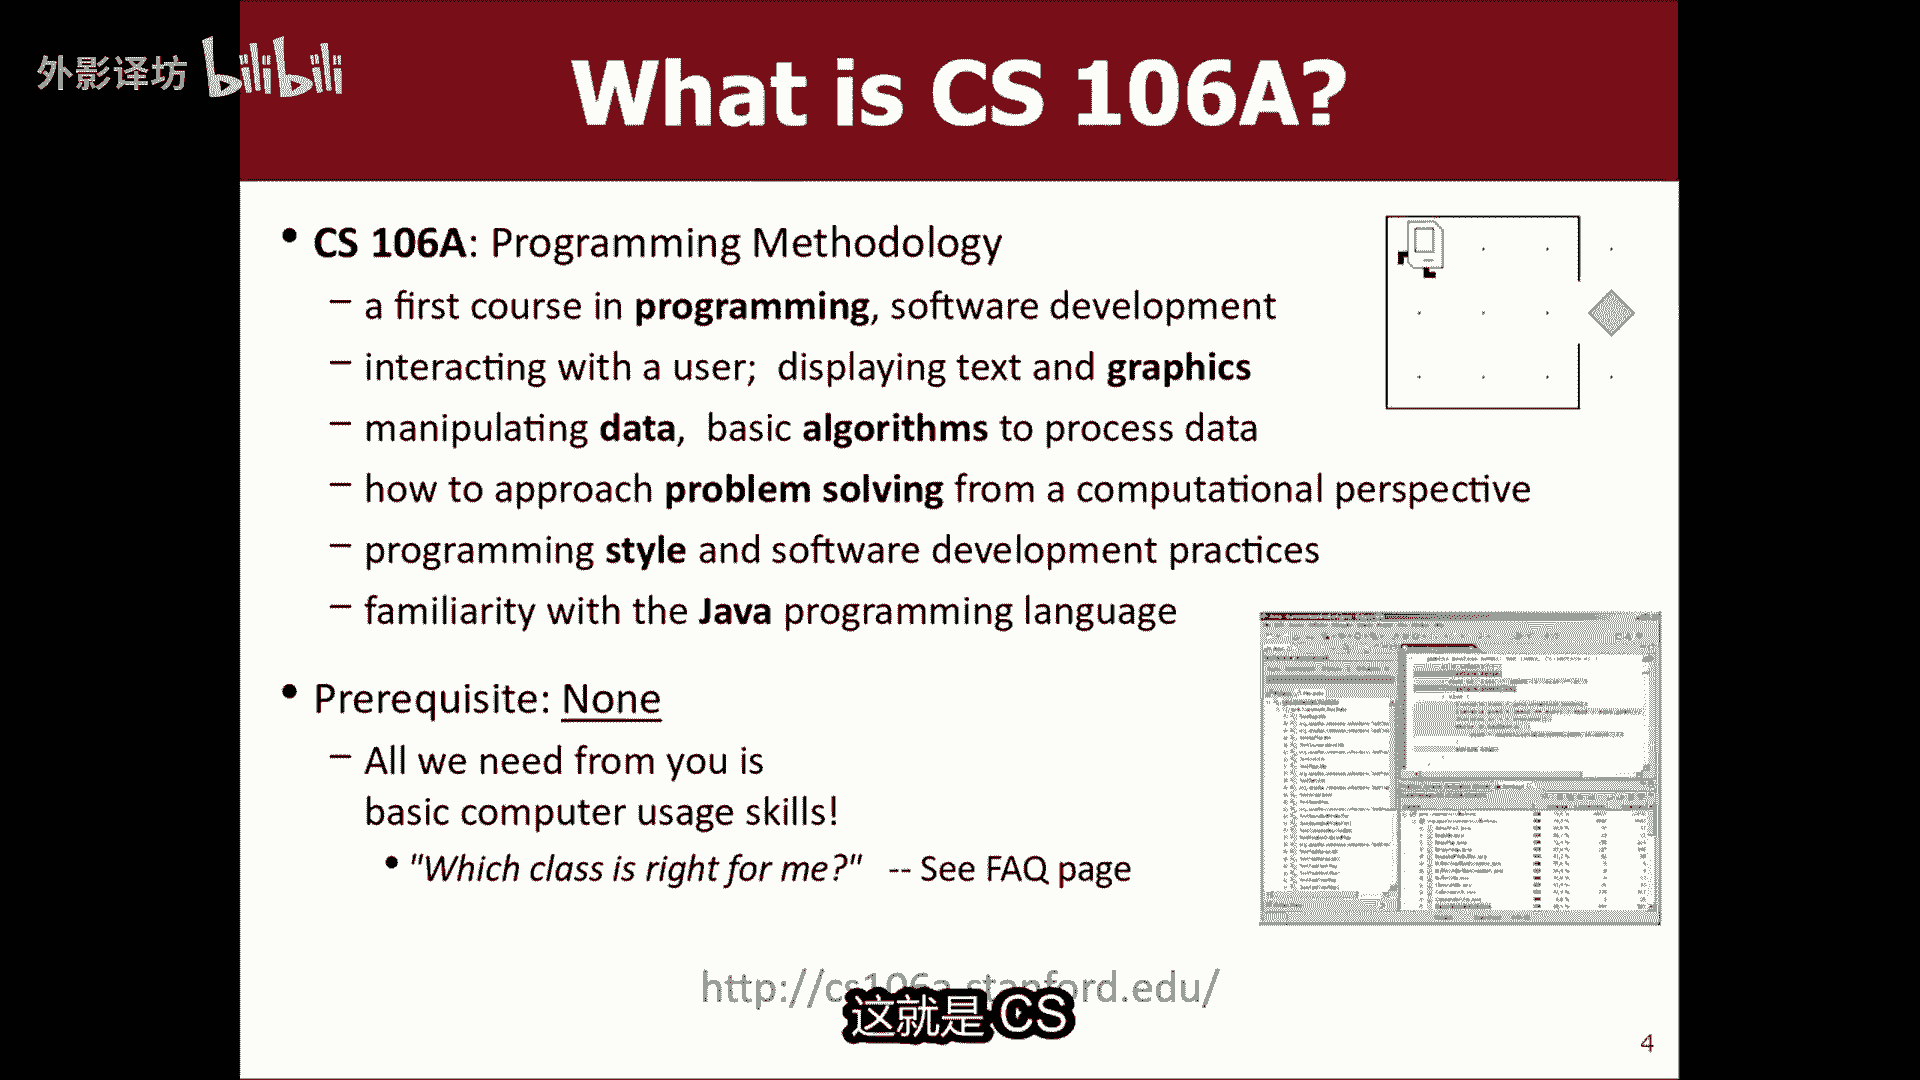 外影译坊 bilibili
What is CS 106A?
• CS 106A: Programming Methodology
– a first course in programming, software development
– interacting with a user; displaying text and graphics
– manipulating data, basic algorithms to process data
– how to approach problem solving from a computational perspective
– programming style and software development practices
– familiarity with the Java programming language
• Prerequisite: None
– All we need from you is
basic computer usage skills!
• "Which class is right for me?" -- See FAQ page
http://cs106a.stanford.edu/
这就是 CS
4